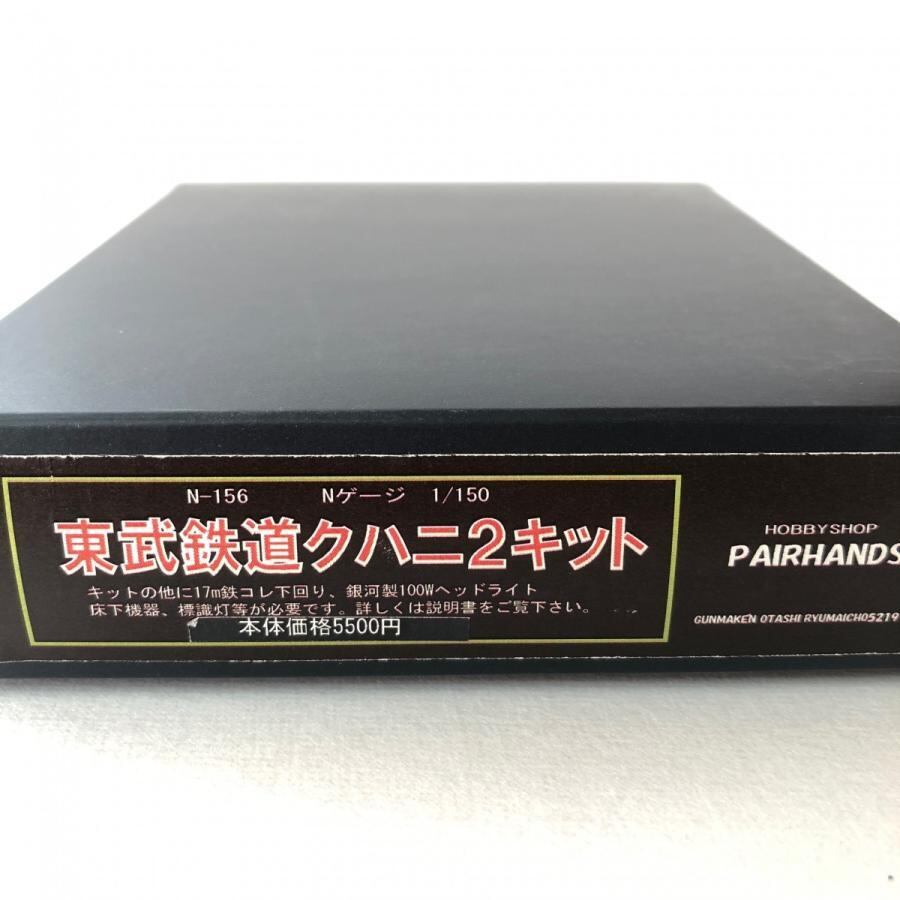 N-156 Nゲージ 1/150
東武鉄道クハニ2キット
キットの他に17m鉄コレ下回り、銀河製100Wヘッドライト
床下機器、標識灯等が必要です。詳しくは説明書をご覧下さい。
本体価格5500円
HOBBYSHOP
PAIRHANDS
GUNMAKEN OTASHI RYUMAICHO5219